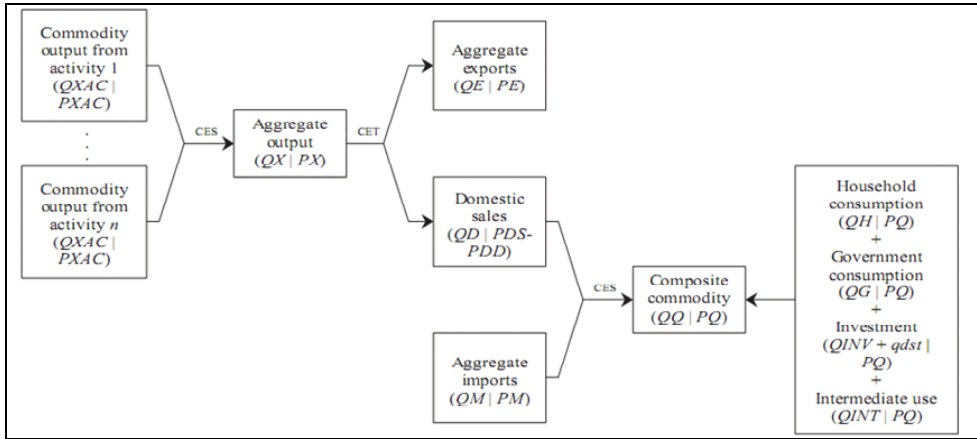 Commodity
output from
activity 1
(QXAC |
PXAC)
.
.
.
Commodity
output from
activity n
(QXAC |
PXAC)
CES
Aggregate
output
(QX | PX)
CET
Aggregate
exports
(QE | PE)
Domestic
sales
(QD | PDS-
PDD)
Aggregate
imports
(QM | PM)
CES
Composite
commodity
(QQ | PQ)
Household
consumption
(QH | PQ)
+
Government
consumption
(QG | PQ)
+
Investment
(QINV + qdst |
PQ)
+
Intermediate use
(QINT | PQ)